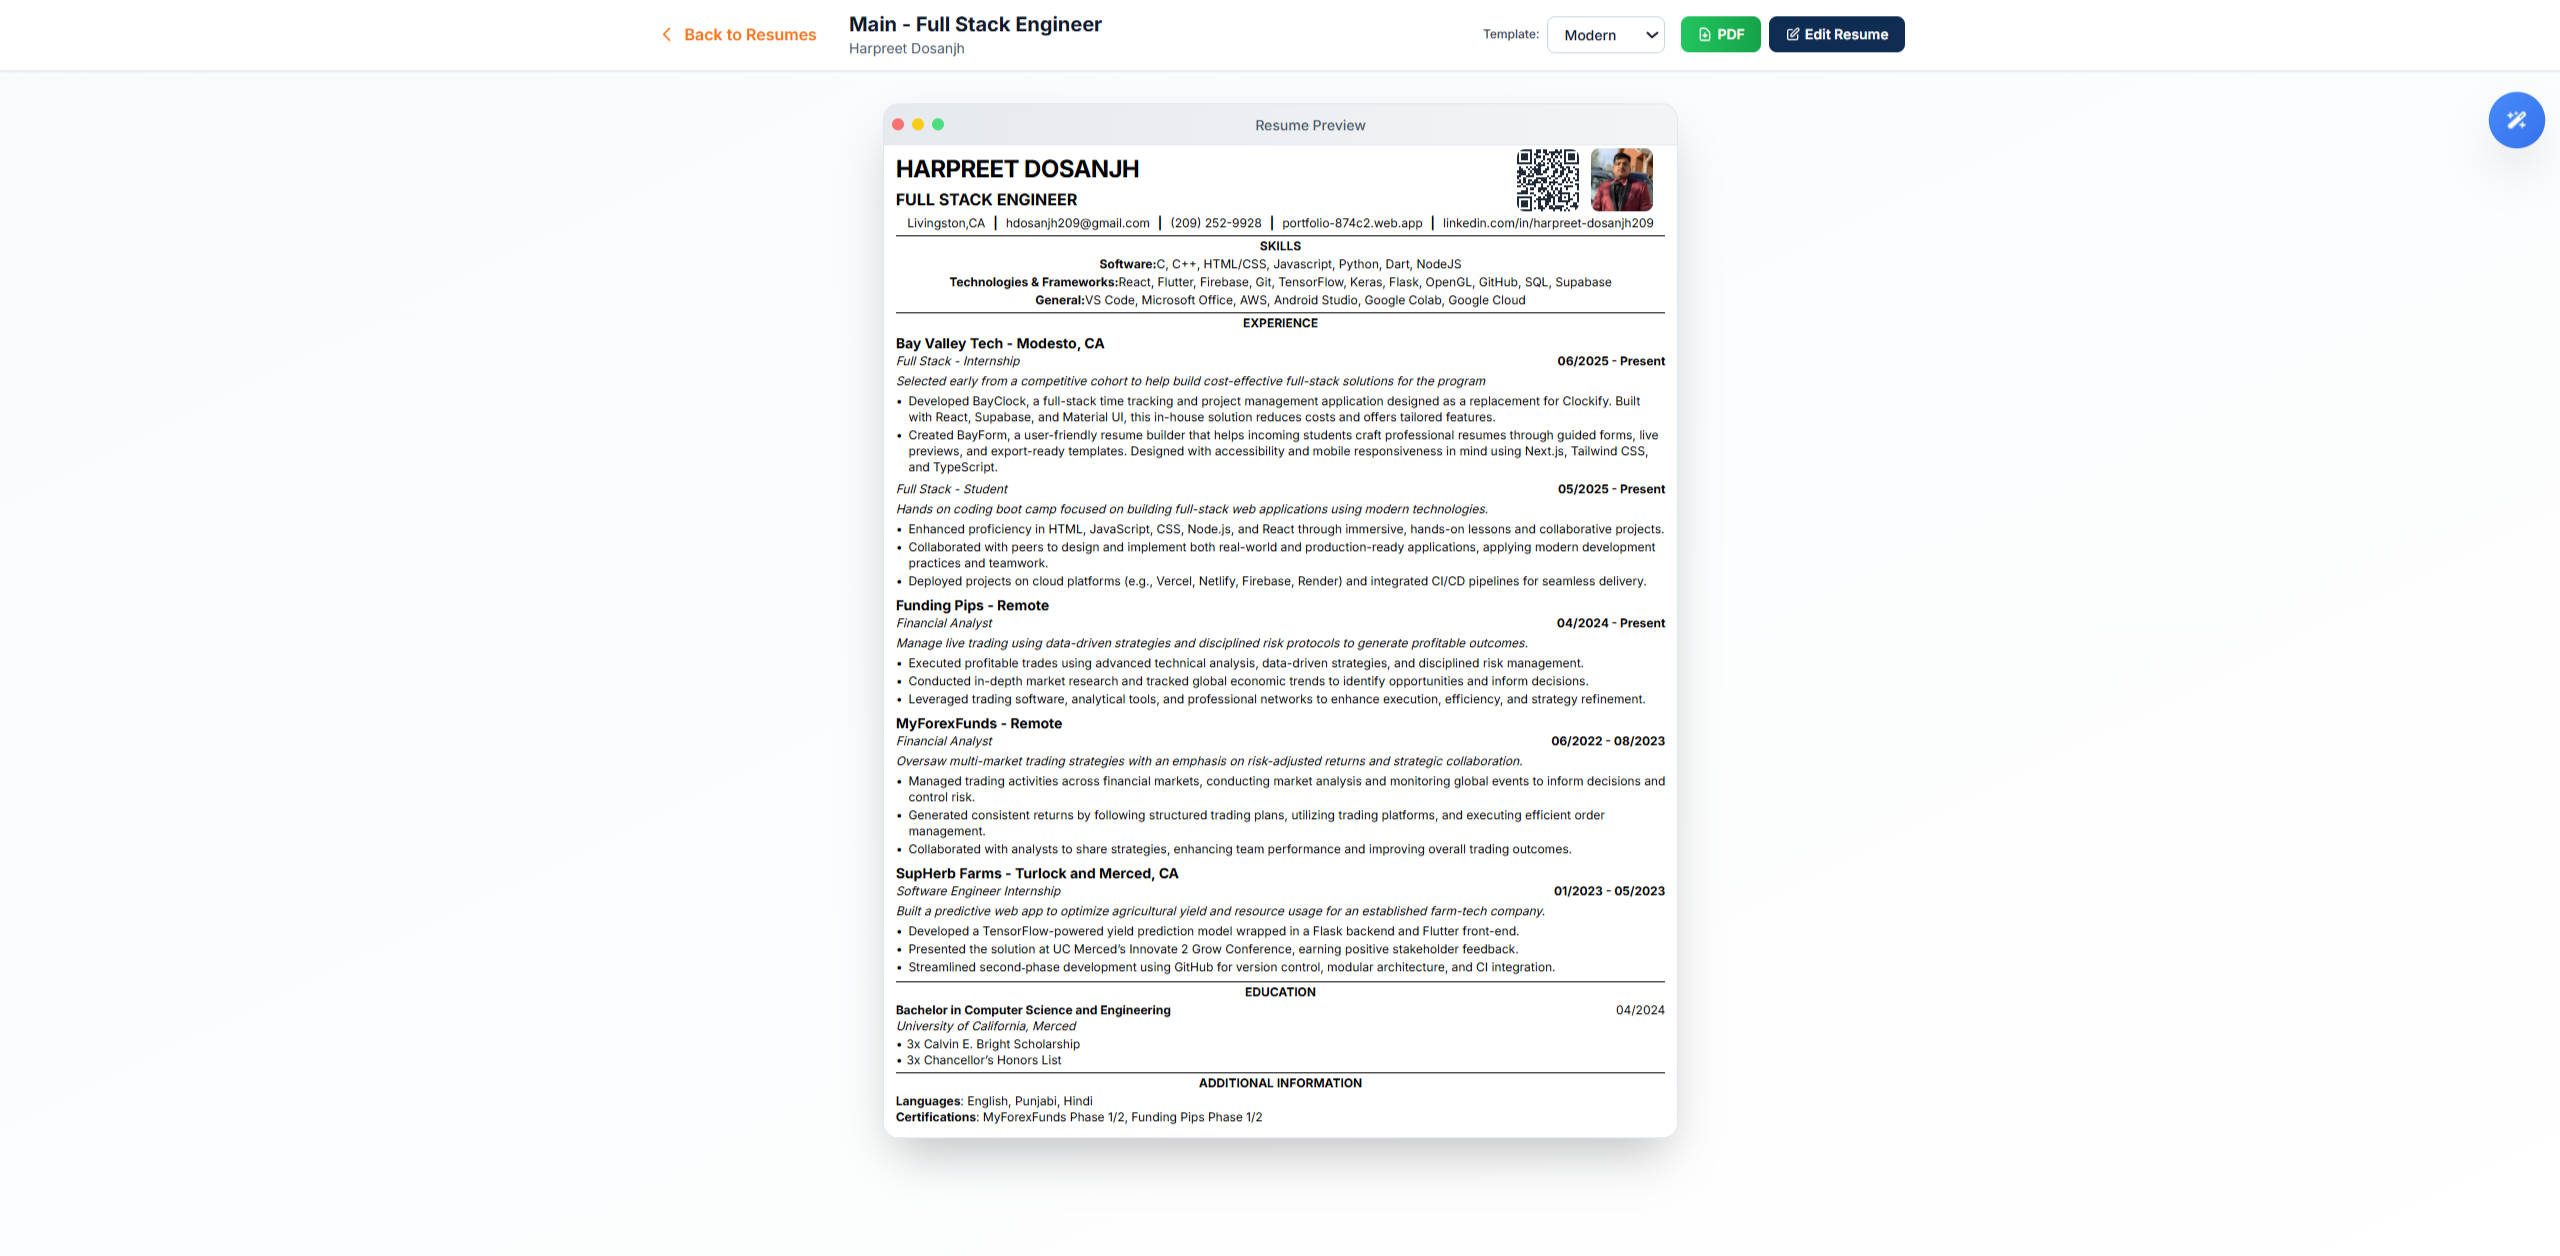 Back to Resumes
Main - Full Stack Engineer
Harpreet Dosanjh
Template:
Modern
PDF
Edit Resume
Resume Preview
HARPREET DOSANJH
FULL STACK ENGINEER
Livingston,CA | hdosanjh209@gmail.com | (209) 252-9928 | portfolio-874c2.web.app | linkedin.com/in/harpreet-dosanjh209
SKILLS
Software:C, C++, HTML/CSS, Javascript, Python, Dart, NodeJS
Technologies & Frameworks:React, Flutter, Firebase, Git, TensorFlow, Keras, Flask, OpenGL, GitHub, SQL, Supabase
General:VS Code, Microsoft Office, AWS, Android Studio, Google Colab, Google Cloud
EXPERIENCE
Bay Valley Tech - Modesto, CA
Full Stack - Internship 06/2025 - Present
Selected early from a competitive cohort to help build cost-effective full-stack solutions for the program
• Developed BayClock, a full-stack time tracking and project management application designed as a replacement for Clockify. Built
with React, Supabase, and Material UI, this in-house solution reduces costs and offers tailored features.
• Created BayForm, a user-friendly resume builder that helps incoming students craft professional resumes through guided forms, live
previews, and export-ready templates. Designed with accessibility and mobile responsiveness in mind using Next.js, Tailwind CSS,
and TypeScript.
Full Stack - Student 05/2025 - Present
Hands on coding boot camp focused on building full-stack web applications using modern technologies.
• Enhanced proficiency in HTML, JavaScript, CSS, Node.js, and React through immersive, hands-on lessons and collaborative projects.
• Collaborated with peers to design and implement both real-world and production-ready applications, applying modern development
practices and teamwork.
• Deployed projects on cloud platforms (e.g., Vercel, Netlify, Firebase, Render) and integrated CI/CD pipelines for seamless delivery.
Funding Pips - Remote
Financial Analyst 04/2024 - Present
Manage live trading using data-driven strategies and disciplined risk protocols to generate profitable outcomes.
• Executed profitable trades using advanced technical analysis, data-driven strategies, and disciplined risk management.
• Conducted in-depth market research and tracked global economic trends to identify opportunities and inform decisions.
• Leveraged trading software, analytical tools, and professional networks to enhance execution, efficiency, and strategy refinement.
MyForexFunds - Remote
Financial Analyst 06/2022 - 08/2023
Oversaw multi-market trading strategies with an emphasis on risk-adjusted returns and strategic collaboration.
• Managed trading activities across financial markets, conducting market analysis and monitoring global events to inform decisions and
control risk.
• Generated consistent returns by following structured trading plans, utilizing trading platforms, and executing efficient order
management.
• Collaborated with analysts to share strategies, enhancing team performance and improving overall trading outcomes.
SupHerb Farms - Turlock and Merced, CA
Software Engineer Internship 01/2023 - 05/2023
Built a predictive web app to optimize agricultural yield and resource usage for an established farm-tech company.
• Developed a TensorFlow-powered yield prediction model wrapped in a Flask backend and Flutter front-end.
• Presented the solution at UC Merced’s Innovate 2 Grow Conference, earning positive stakeholder feedback.
• Streamlined second-phase development using GitHub for version control, modular architecture, and CI integration.
EDUCATION
Bachelor in Computer Science and Engineering 04/2024
University of California, Merced
• 3x Calvin E. Bright Scholarship
• 3x Chancellor’s Honors List
ADDITIONAL INFORMATION
Languages: English, Punjabi, Hindi
Certifications: MyForexFunds Phase 1/2, Funding Pips Phase 1/2